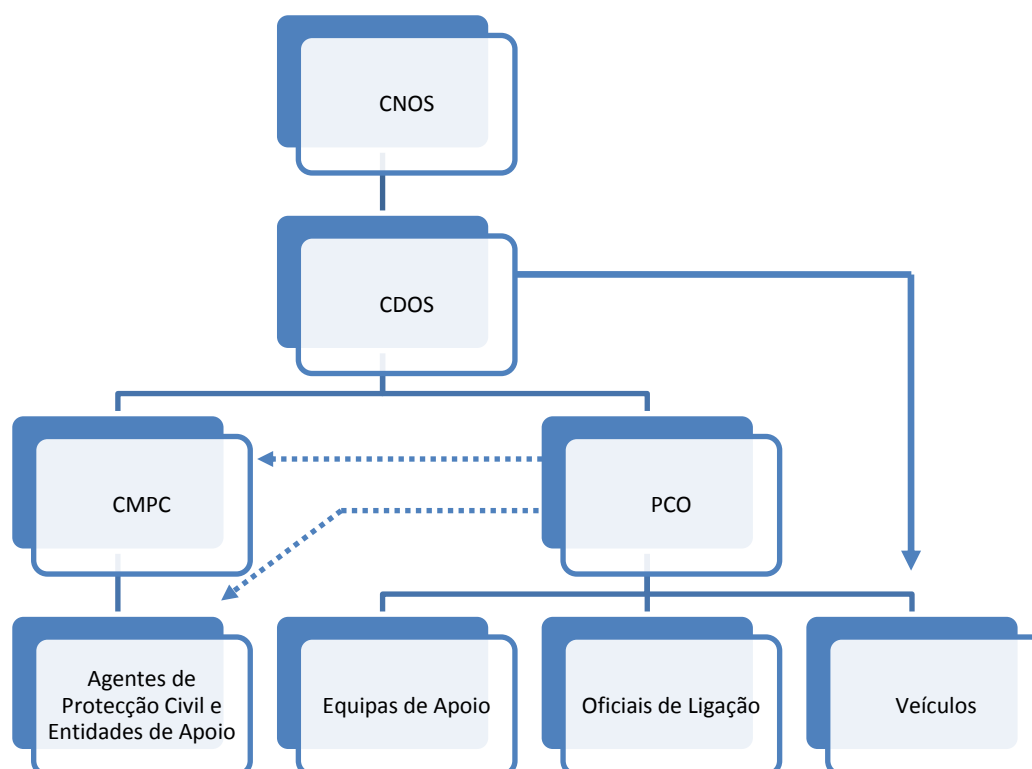 CNOS
CDOS
CMPC
PCO
Agentes de
Protecção Civil e
Entidades de Apoio
Equipas de Apoio
Oficiais de Ligação
Veículos